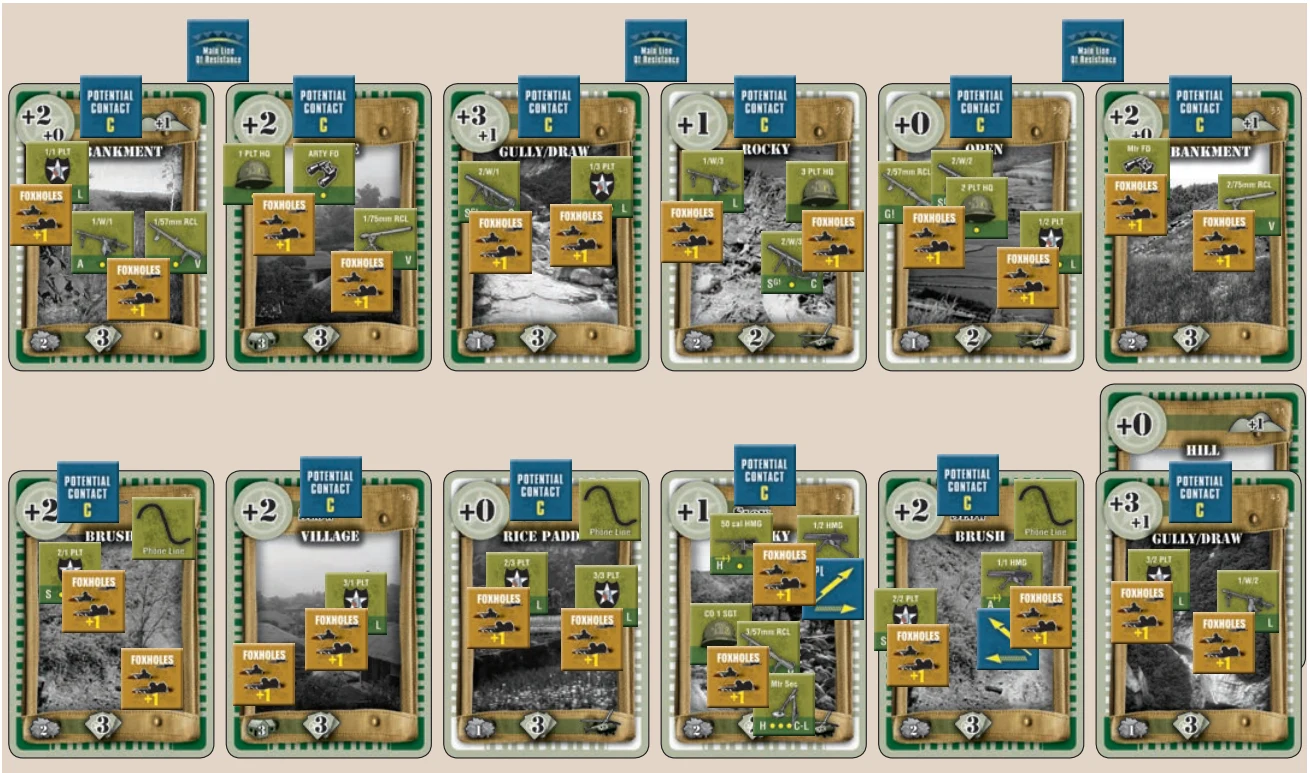 Main Line
Of Resistance
Main Line
Of Resistance
Main Line
Of Resistance
+2
+0
POTENTIAL
CONTACT
C
+1
BANKMENT
1/1 PLT
L
FOXHOLES
+1
1/W/1
A
1/57mm RCL
V
FOXHOLES
+1
2
3
+2
POTENTIAL
CONTACT
C
1 PLT HQ
ARTY FO
FOXHOLES
+1
1/75mm RCL
V
FOXHOLES
+1
3
3
+3
+1
POTENTIAL
CONTACT
C
48
GULLY/DRAW
2/W/1
1/3 PLT
L
FOXHOLES
+1
FOXHOLES
+1
1
3
+1
POTENTIAL
CONTACT
C
ROCKY
1/W/3
L
3 PLT HQ
FOXHOLES
+1
FOXHOLES
+1
2/W/3
SG! C
2
2
+0
POTENTIAL
CONTACT
C
OPEN
2/57mm RCL
G!
2/W/2
2 PLT HQ
FOXHOLES
+1
1/2 PLT
L
FOXHOLES
+1
1
2
+2
+0
POTENTIAL
CONTACT
C
+1
BANKMENT
Mtr FO
FOXHOLES
+1
2/75mm RCL
V
FOXHOLES
+1
2
3
+0
+1
HILL
+2
POTENTIAL
CONTACT
C
BRUSH
Phone Line
2/1 PLT
S
FOXHOLES
+1
FOXHOLES
+1
2
3
+2
POTENTIAL
CONTACT
C
VILLAGE
3/1 PLT
L
FOXHOLES
+1
FOXHOLES
+1
3
3
+0
POTENTIAL
CONTACT
C
RICE PADD
Phone Line
2/3 PLT
L
FOXHOLES
+1
3/3 PLT
L
FOXHOLES
+1
1
3
+1
POTENTIAL
CONTACT
C
KY
50 cal HMG
H
1/2 HMG
FOXHOLES
+1
CO 1 SGT
3/57mm RCL
FOXHOLES
+1
Mtr Sec
H C-L
2
+2
POTENTIAL
CONTACT
C
BRUSH
Phone Line
1/1 HMG
A
2/2 PLT
S
FOXHOLES
+1
FOXHOLES
+1
2
3
+3
+1
POTENTIAL
CONTACT
C
GULLY/DRAW
3/2 PLT
L
FOXHOLES
+1
1/W/2
L
FOXHOLES
+1
1
3